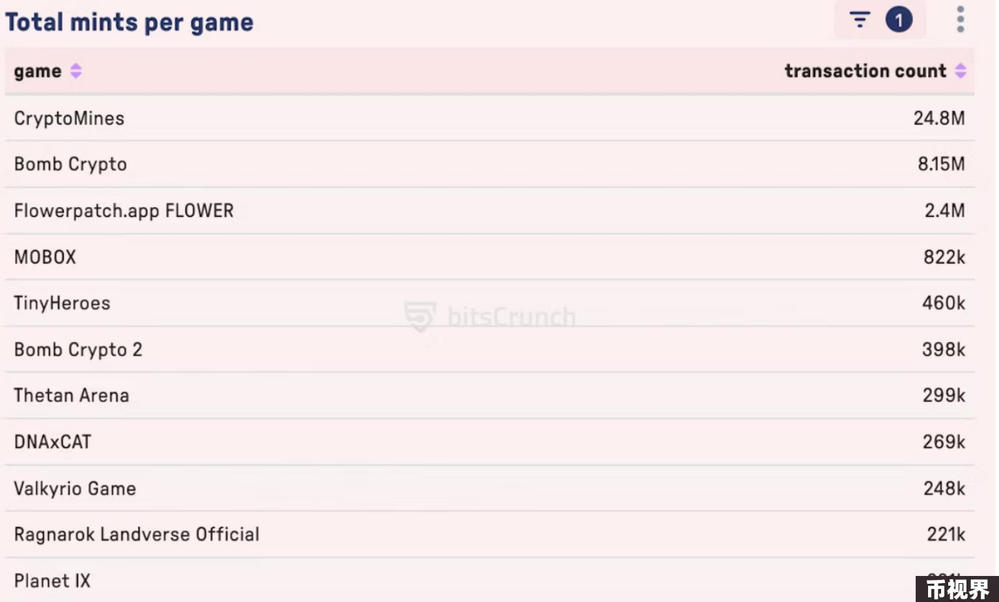 Total mints per game
1
game transaction count
CryptoMines 24.8M
Bomb Crypto 8.15M
Flowerpatch.app FLOWER 2.4M
MOBOX 822k
TinyHeroes 460k
bitsCrunch
Bomb Crypto 2 398k
Thetan Arena 299k
DNAxCAT 269k
Valkyrio Game 248k
Ragnarok Landverse Official 221k
Planet IX
币视界